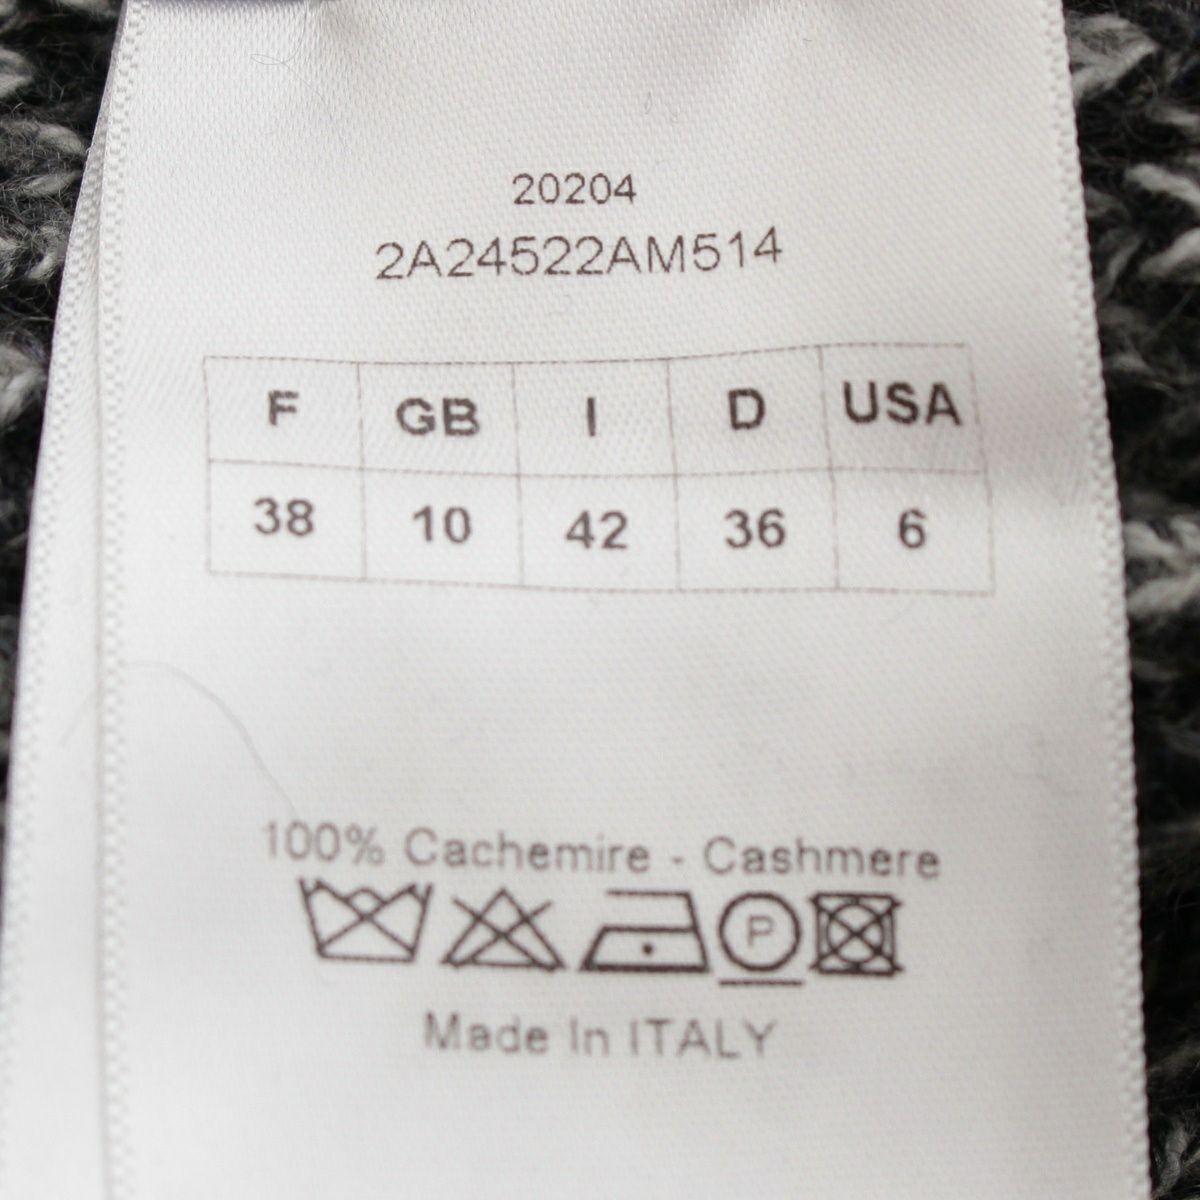 20204
2A24522AM514
F GB I D USA
38 10 42 36 6
100% Cachemire - Cashmere
P
Made In ITALY